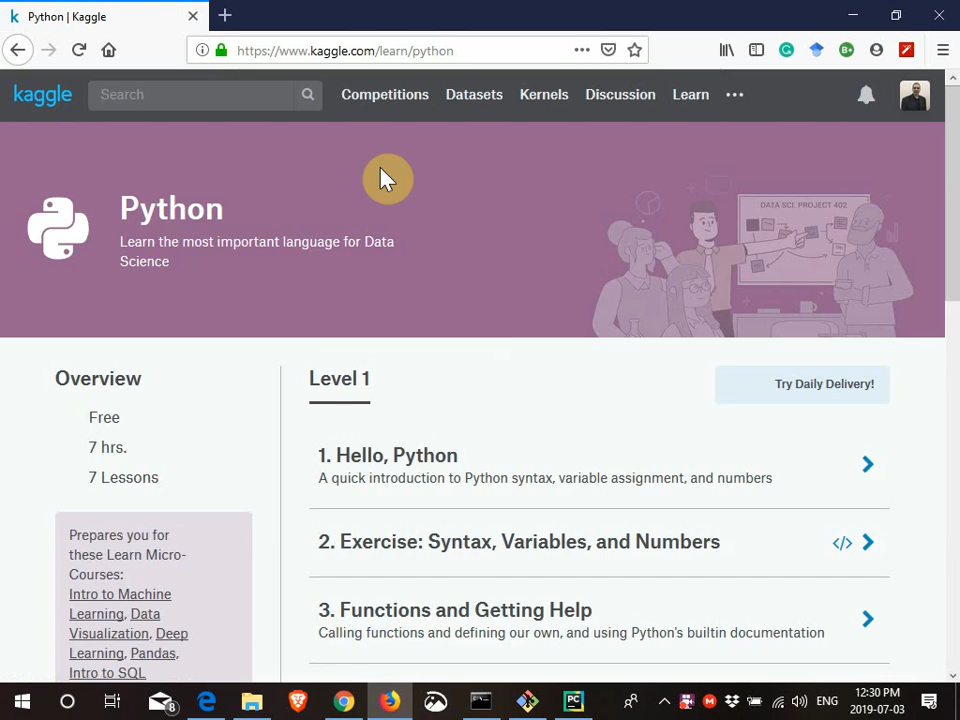 Python | Kaggle
https://www.kaggle.com/learn/python
kaggle
Search
Competitions Datasets Kernels Discussion Learn
Python
Learn the most important language for Data
Science
DATA SCI. PROJECT 402
Overview
Free
7 hrs.
7 Lessons
Prepares you for
these Learn Micro-
Courses:
Intro to Machine
Learning, Data
Visualization, Deep
Learning, Pandas,
Intro to SQL
Level 1
Try Daily Delivery!
1. Hello, Python
A quick introduction to Python syntax, variable assignment, and numbers
2. Exercise: Syntax, Variables, and Numbers
</>
3. Functions and Getting Help
Calling functions and defining our own, and using Python's builtin documentation
8
PC
ENG
12:30 PM
2019-07-03